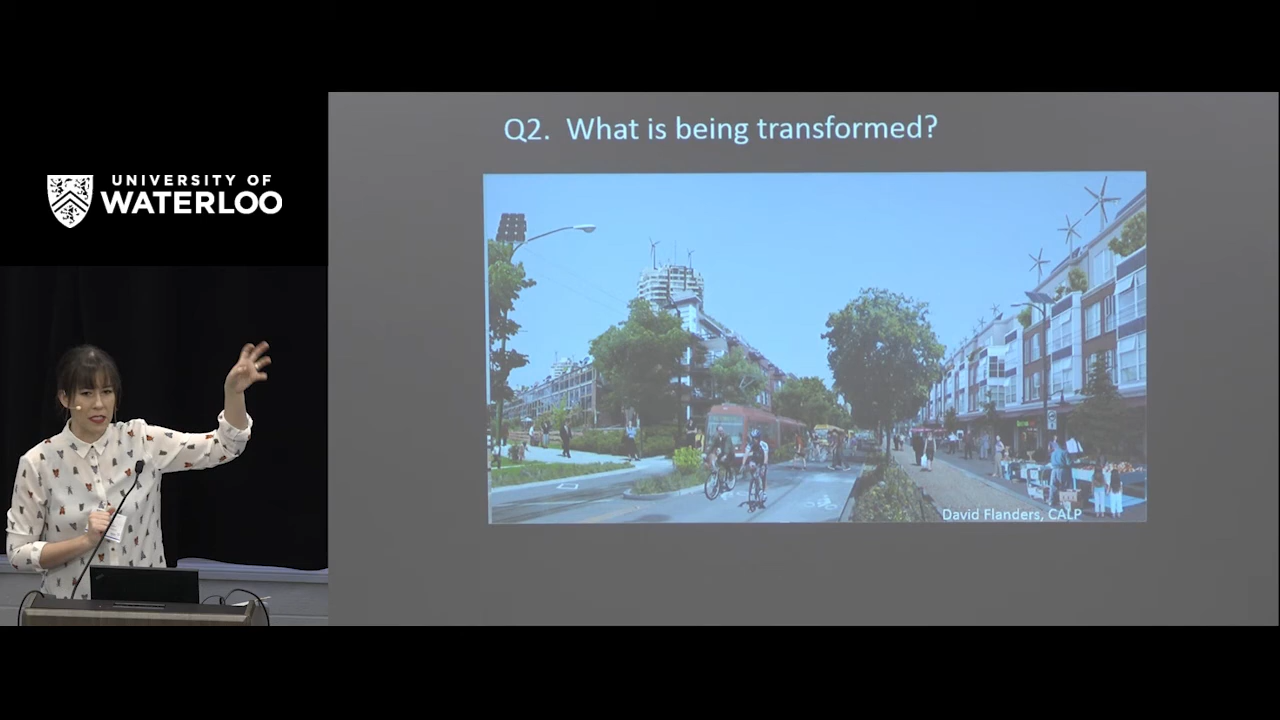 UNIVERSITY OF
WATERLOO
Q2. What is being transformed?
David Flanders, CALP